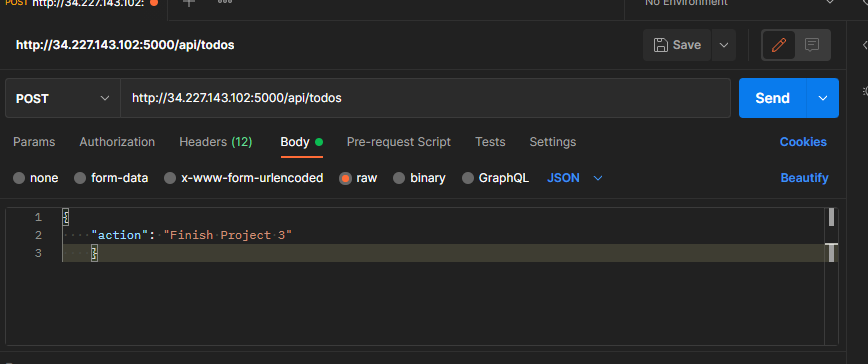 POST http://34.227.143.102:
No Environment
http://34.227.143.102:5000/api/todos
Save
POST http://34.227.143.102:5000/api/todos Send
Params Authorization Headers (12) Body Pre-request Script Tests Settings Cookies
none form-data x-www-form-urlencoded raw binary GraphQL JSON Beautify
1 {
2 "action": "Finish Project 3"
3 }